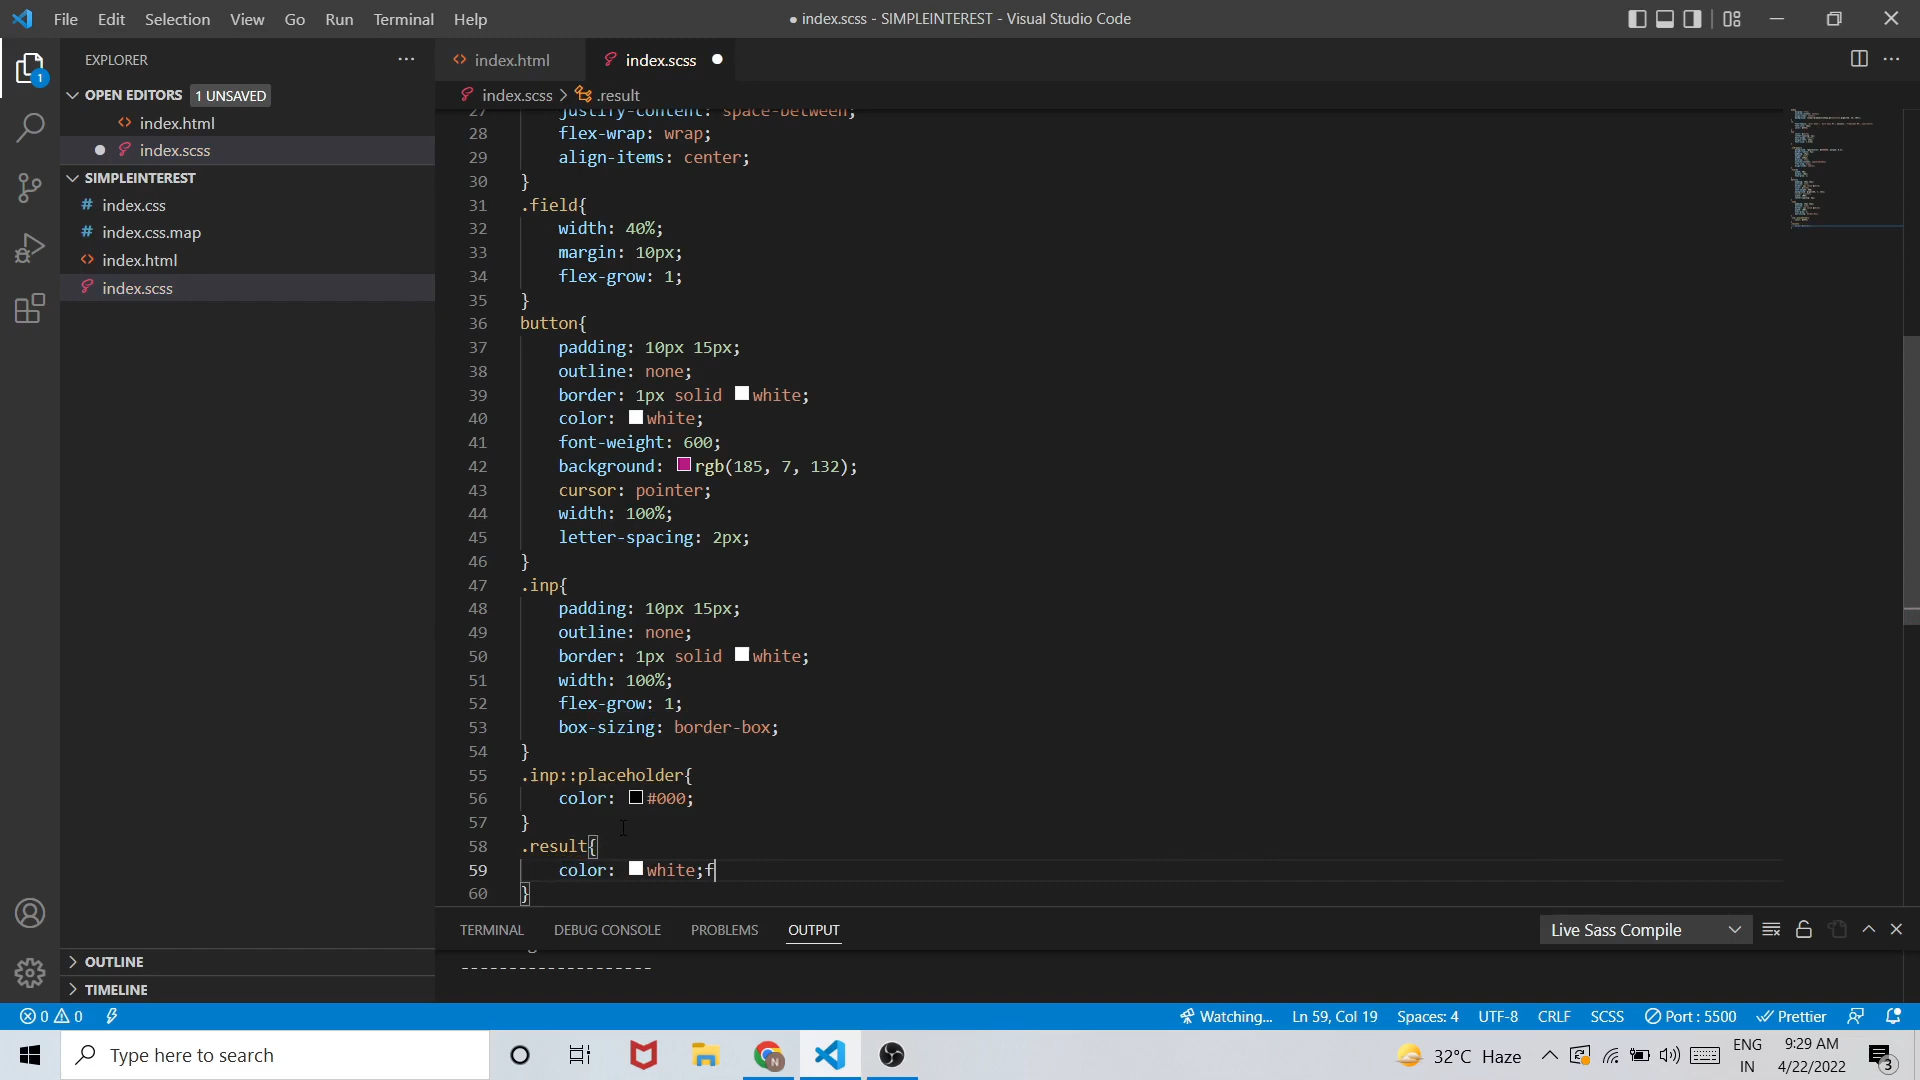 File Edit Selection View Go Run Terminal Help
● index.scss - SIMPLEINTEREST - Visual Studio Code
1
EXPLORER
OPEN EDITORS 1 UNSAVED
index.html
index.scss
SIMPLEINTEREST
index.css
index.css.map
index.html
index.scss
OUTLINE
TIMELINE
index.html index.scss
index.scss > .result
27 justify-content: space-between;
28 flex-wrap: wrap;
29 align-items: center;
30 }
31 .field{
32 width: 40%;
33 margin: 10px;
34 flex-grow: 1;
35 }
36 button{
37 padding: 10px 15px;
38 outline: none;
39 border: 1px solid white;
40 color: white;
41 font-weight: 600;
42 background: rgb(185, 7, 132);
43 cursor: pointer;
44 width: 100%;
45 letter-spacing: 2px;
46 }
47 .inp{
48 padding: 10px 15px;
49 outline: none;
50 border: 1px solid white;
51 width: 100%;
52 flex-grow: 1;
53 box-sizing: border-box;
54 }
55 .inp::placeholder{
56 color: #000;
57 }
58 .result{
59 color: white;f
60 }
TERMINAL DEBUG CONSOLE PROBLEMS OUTPUT Live Sass Compile
--------------------
0 0 Watching... Ln 59, Col 19 Spaces: 4 UTF-8 CRLF SCSS Port : 5500 Prettier
Type here to search 32°C Haze ENG IN 9:29 AM 4/22/2022 3